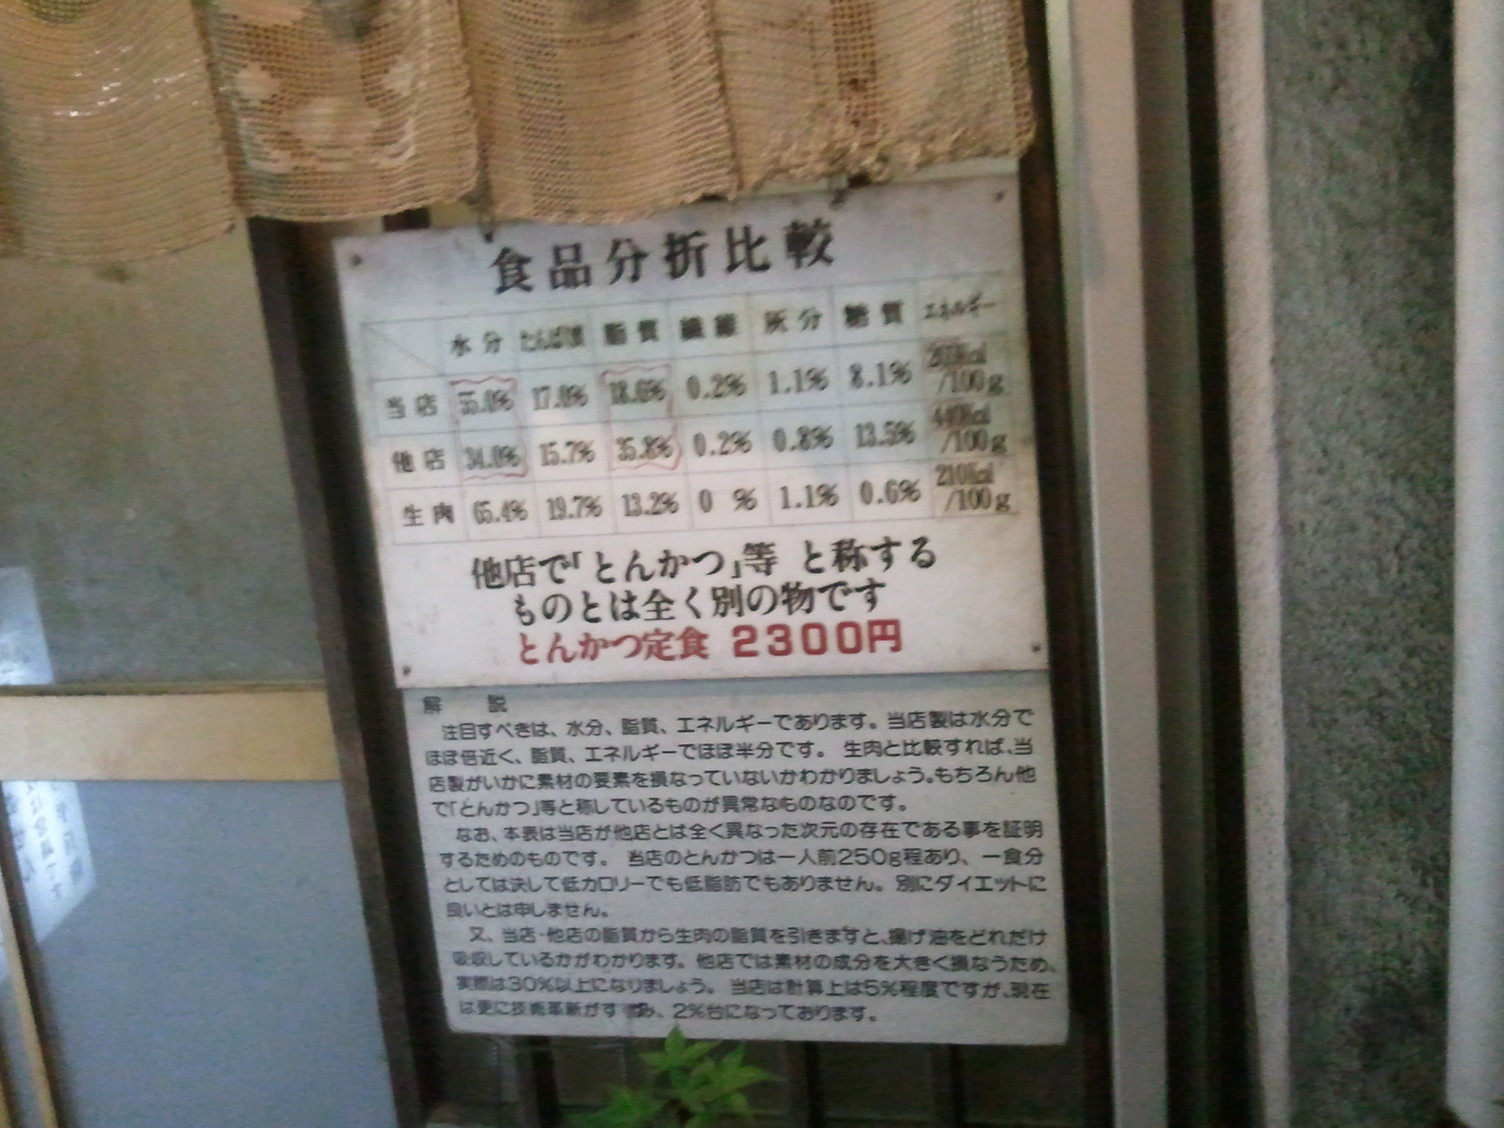 食品分折比較
水分 たんぱ質 脂質 繊維 灰分 糖質 エネルギー
当店 55.0% 17.0% 18.6% 0.2% 1.1% 8.1% /100g
他店 34.0% 15.7% 35.8% 0.2% 0.8% 13.5% 440Kcal/100g
生肉 65.4% 19.7% 13.2% 0 % 1.1% 0.6% 210Kcal/100g
他店で「とんかつ」等 と称する
ものとは全く別の物です
とんかつ定食 2300円
解 説
注目すべきは、水分、脂質、エネルギーであります。当店製は水分で
ほぼ倍近く、脂質、エネルギーでほぼ半分です。 生肉と比較すれば、当
店製がいかに素材の要素を損なっていないかわかりましょう。もちろん他
で「とんかつ」等と称しているものが異常なものなのです。
なお、本表は当店が他店とは全く異なった次元の存在である事を証明
するためのものです。 当店のとんかつは一人前250g程あり、一食分
としては決して低カロリーでも低脂肪でもありません。別にダイエットに
良いとは申しません。
又、当店・他店の脂質から生肉の脂質を引きますと、揚げ油をどれだけ
吸収しているかがわかります。他店では素材の成分を大きく損なうため、
実際は30%以上になりましょう。 当店は計算上は5%程度ですが、現在
は更に技術革新がすすみ、2%台になっております。